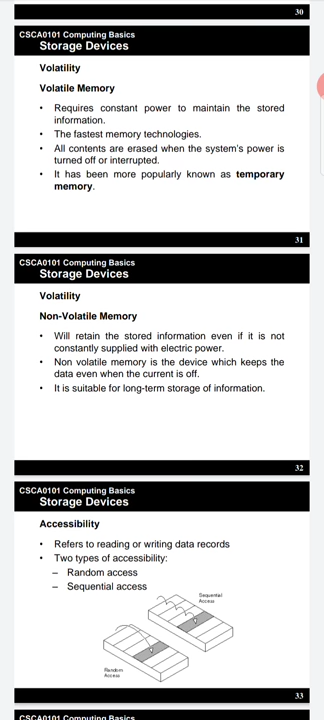 30
CSCA0101 Computing Basics
Storage Devices
Volatility
Volatile Memory
• Requires constant power to maintain the stored
information.
• The fastest memory technologies.
• All contents are erased when the system's power is
turned off or interrupted.
• It has been more popularly known as temporary
memory.
31
CSCA0101 Computing Basics
Storage Devices
Volatility
Non-Volatile Memory
• Will retain the stored information even if it is not
constantly supplied with electric power.
• Non volatile memory is the device which keeps the
data even when the current is off.
• It is suitable for long-term storage of information.
32
CSCA0101 Computing Basics
Storage Devices
Accessibility
• Refers to reading or writing data records
• Two types of accessibility:
– Random access
– Sequential access
Sequential
Access
Random
Access
33
CSCA0101 Computing Basics